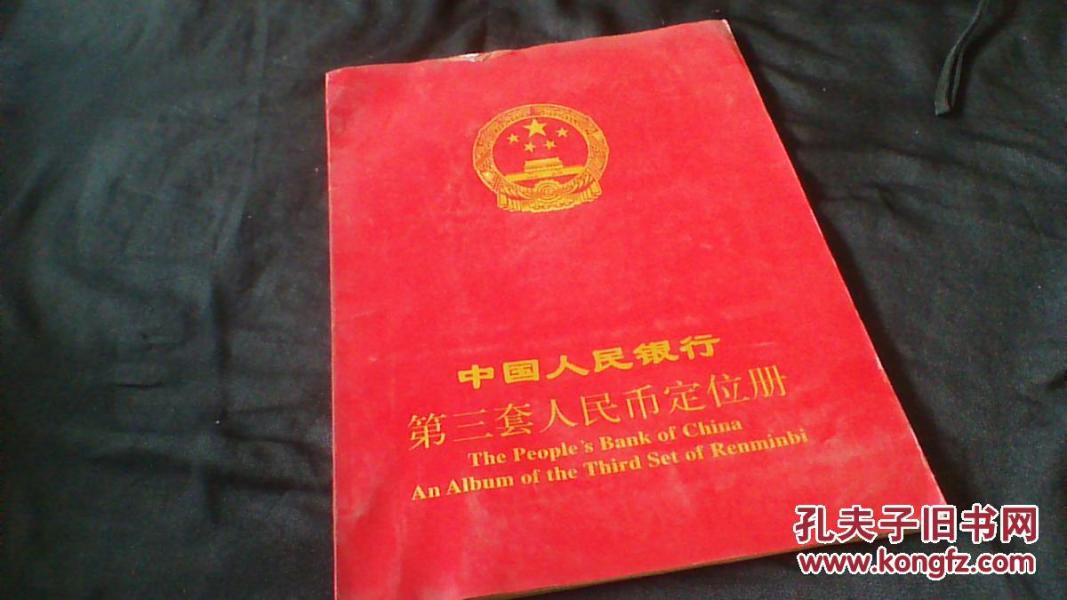 中国人民银行
第三套人民币定位册
The People's Bank of China
An Album of the Third Set of Renminbi
孔夫子旧书网
www.kongfz.com